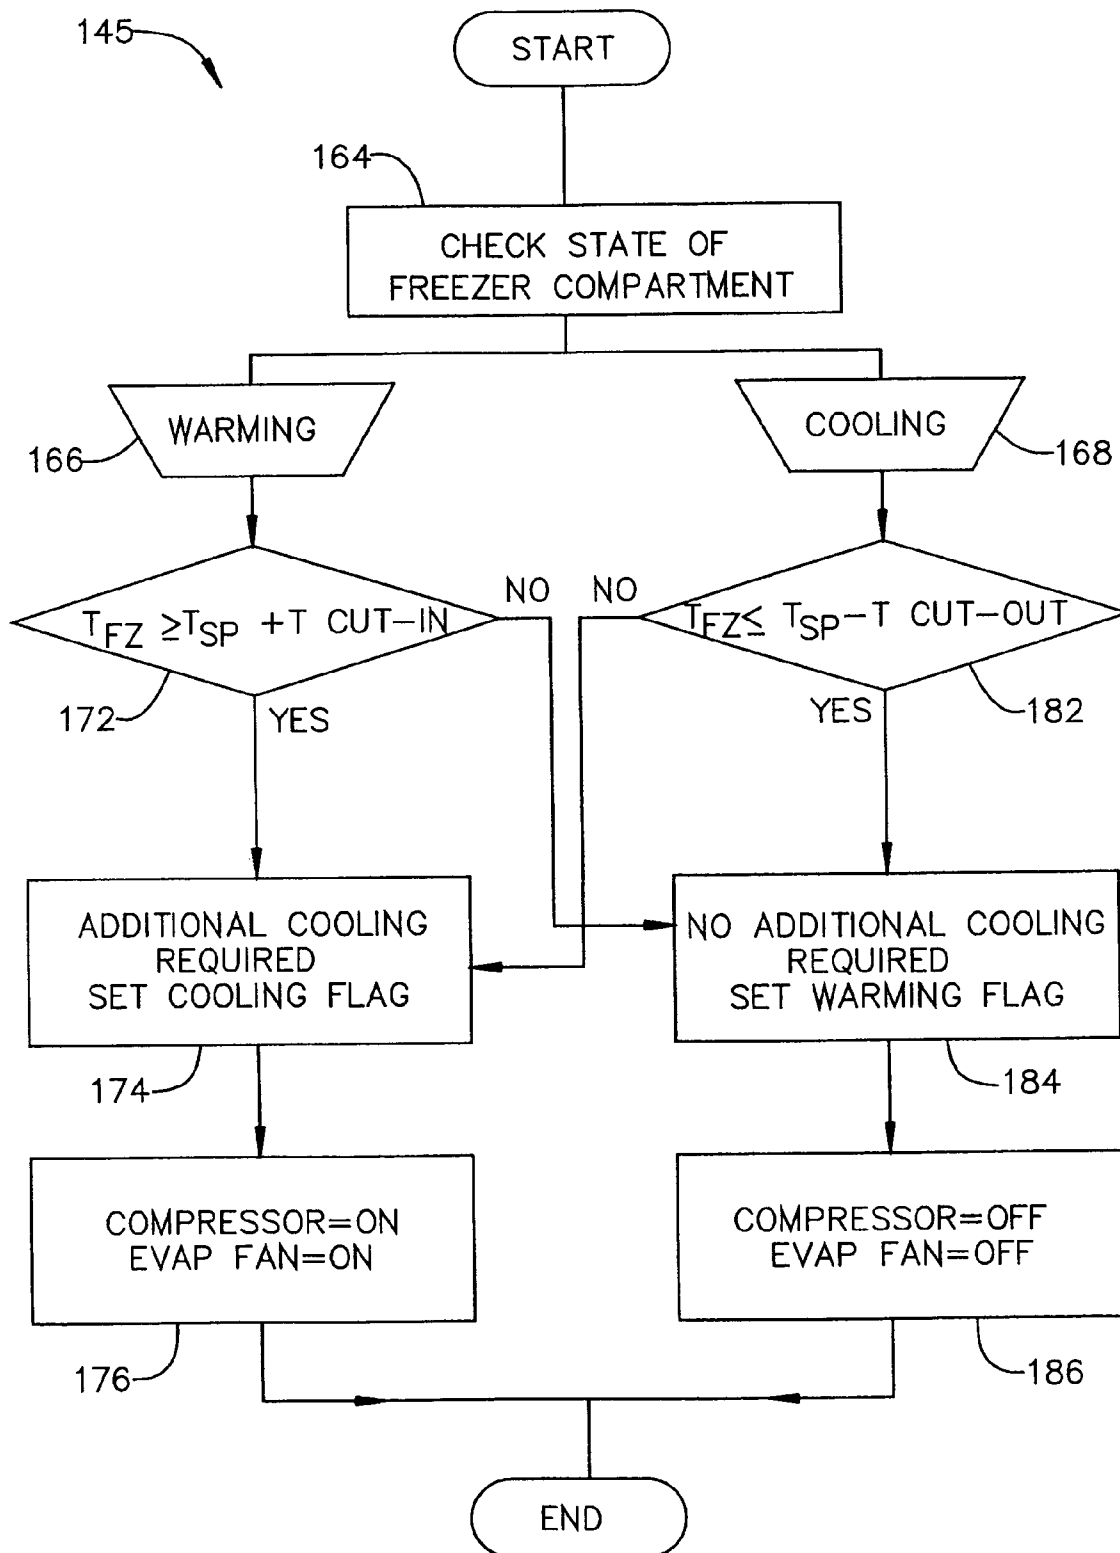 145
START
164
CHECK STATE OF
FREEZER COMPARTMENT
WARMING
COOLING
166
168
NO
NO
TFZ ≥TSP +T CUT-IN
TFZ≤ TSP-T CUT-OUT
172
YES
YES
182
ADDITIONAL COOLING
REQUIRED
SET COOLING FLAG
NO ADDITIONAL COOLING
REQUIRED
SET WARMING FLAG
174
184
COMPRESSOR=ON
EVAP FAN=ON
COMPRESSOR=OFF
EVAP FAN=OFF
176
186
END